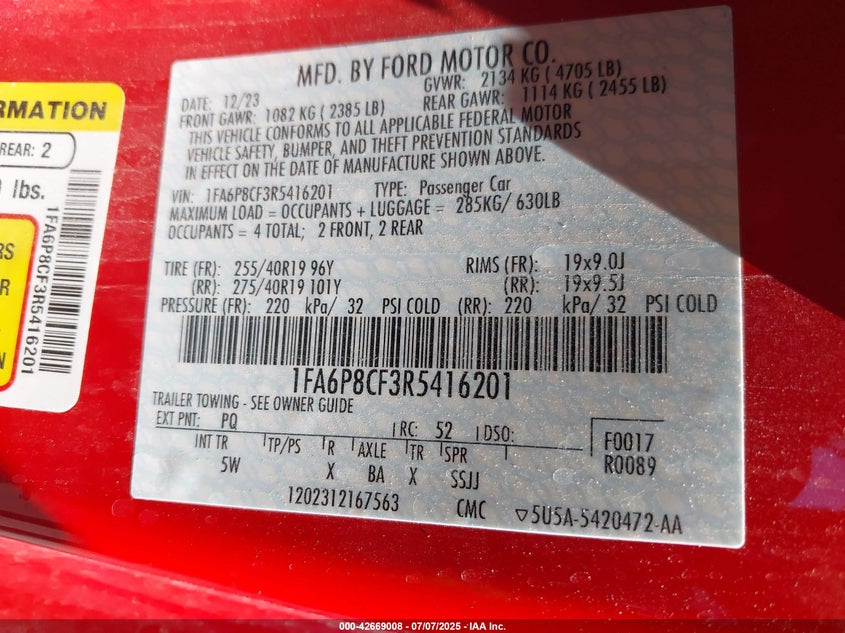 MFD. BY FORD MOTOR CO.
DATE: 12/23 GVWR: 2134 KG ( 4705 LB)
FRONT GAWR: 1082 KG ( 2385 LB) REAR GAWR: 1114 KG ( 2455 LB)
THIS VEHICLE CONFORMS TO ALL APPLICABLE FEDERAL MOTOR
VEHICLE SAFETY, BUMPER, AND THEFT PREVENTION STANDARDS
IN EFFECT ON THE DATE OF MANUFACTURE SHOWN ABOVE.
VIN: 1FA6P8CF3R5416201 TYPE: Passenger Car
MAXIMUM LOAD = OCCUPANTS + LUGGAGE = 285KG/ 630LB
OCCUPANTS = 4 TOTAL; 2 FRONT, 2 REAR
TIRE (FR): 255/40R19 96Y RIMS (FR): 19x9.0J
(RR): 275/40R19 101Y (RR): 19x9.5J
PRESSURE (FR): 220 kPa/ 32 PSI COLD (RR): 220 kPa/ 32 PSI COLD
1FA6P8CF3R5416201
TRAILER TOWING - SEE OWNER GUIDE
EXT PNT: PQ RC: 52 DSO:
INT TR TP/PS R AXLE TR SPR
5W X BA X SSJJ
F0017
R0089
1202312167563 CMC ▽5U5A-5420472-AA
REAR: 2
lbs.
1FA6P8CF3R5416201
000-42669008 - 07/07/2025 - IAA Inc.